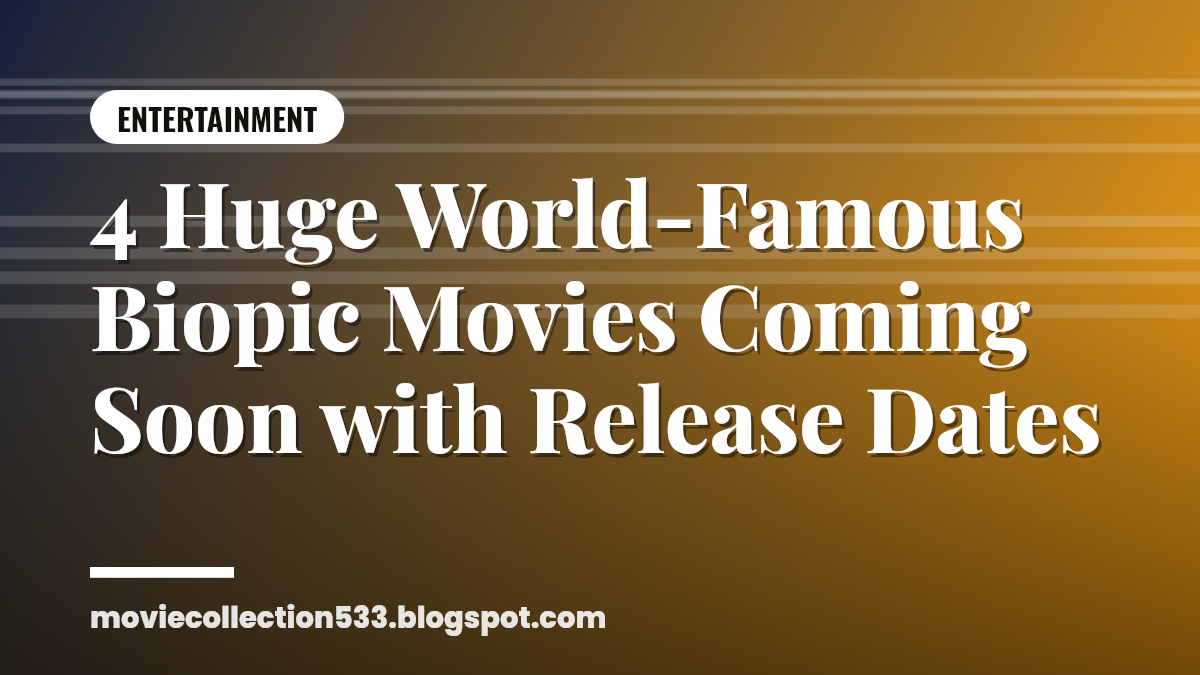 ENTERTAINMENT
4 Huge World-Famous
Biopic Movies Coming
Soon with Release Dates
moviecollection533.blogspot.com